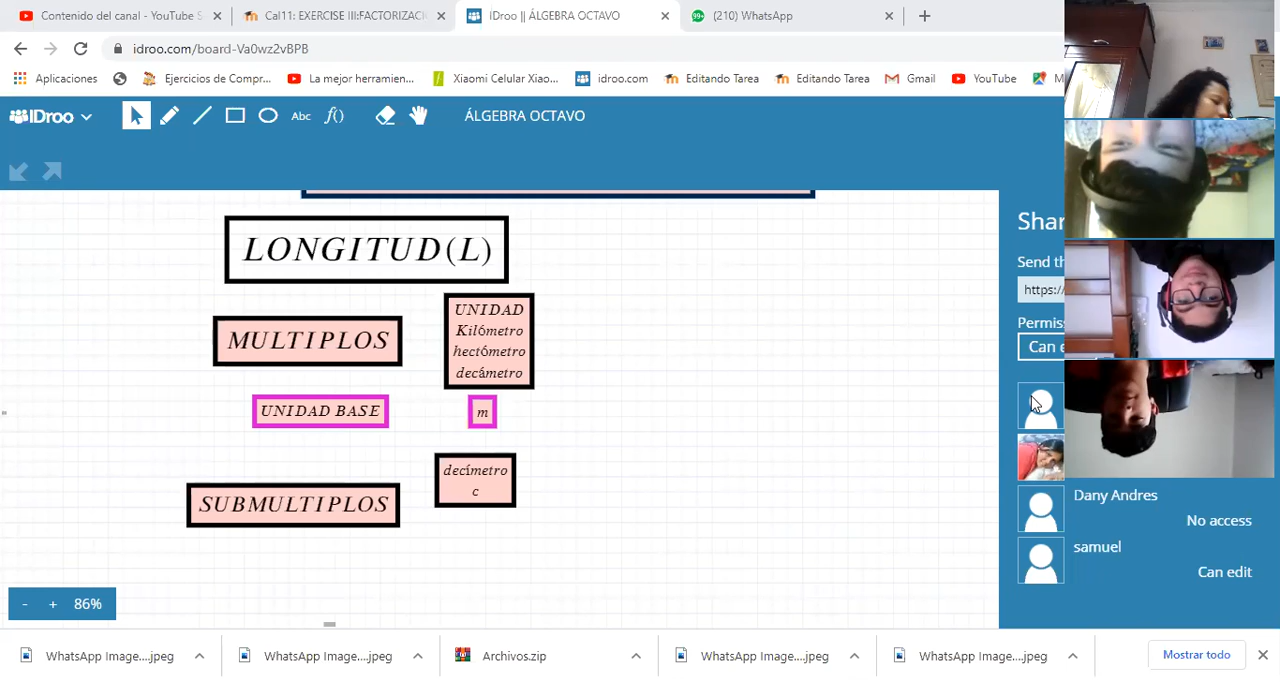 Contenido del canal - YouTube S
Cal11: EXERCISE III:FACTORIZACI
IDroo || ÁLGEBRA OCTAVO
99+
(210) WhatsApp
idroo.com/board-Va0wz2vBPB
Aplicaciones
Ejercicios de Compr...
La mejor herramien...
Xiaomi Celular Xiao...
idroo.com
Editando Tarea
Editando Tarea
Gmail
YouTube
M
IDroo
Abc
f()
ÁLGEBRA OCTAVO
LONGITUD(L)
MULTIPLOS
UNIDAD
Kilómetro
hectómetro
decámetro
UNIDAD BASE
m
SUBMULTIPLOS
decímetro
c
Shar
Send th
https:/
Permiss
Can e
Dany Andres
No access
samuel
Can edit
- + 86%
WhatsApp Image....jpeg
WhatsApp Image....jpeg
Archivos.zip
WhatsApp Image....jpeg
WhatsApp Image....jpeg
Mostrar todo